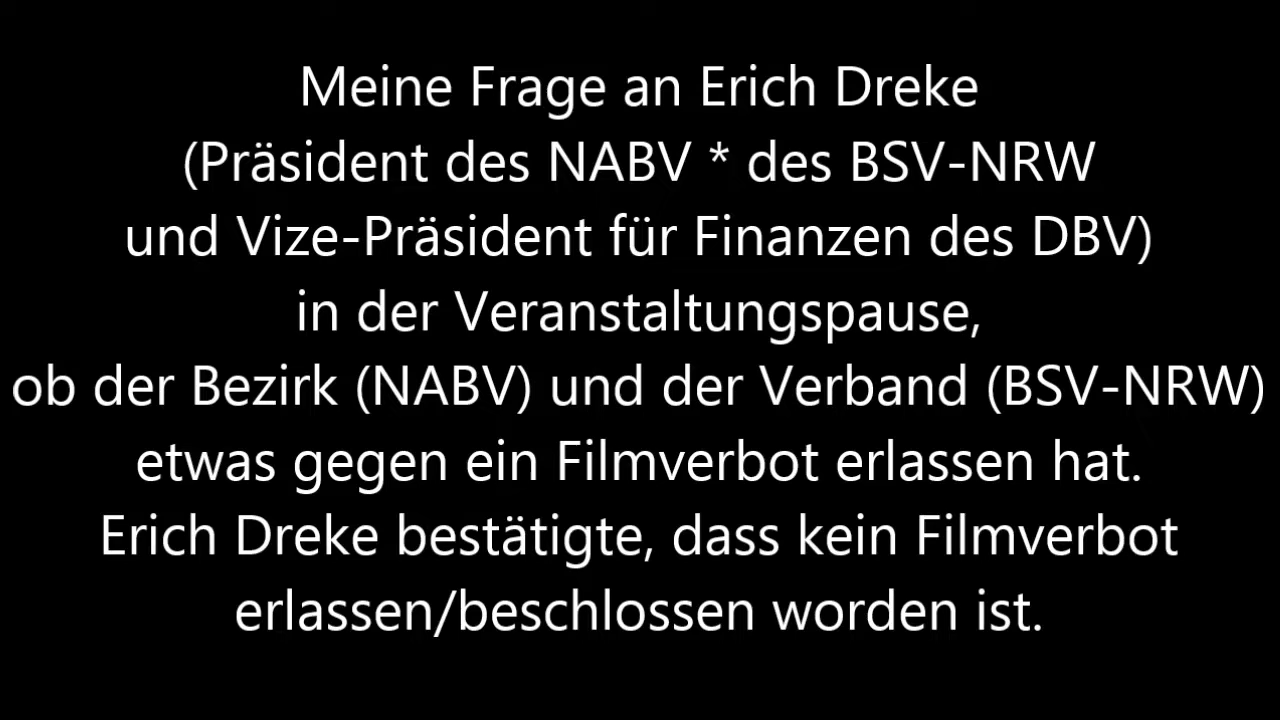 Meine Frage an Erich Dreke
(Präsident des NABV * des BSV-NRW
und Vize-Präsident für Finanzen des DBV)
in der Veranstaltungspause,
ob der Bezirk (NABV) und der Verband (BSV-NRW)
etwas gegen ein Filmverbot erlassen hat.
Erich Dreke bestätigte, dass kein Filmverbot
erlassen/beschlossen worden ist.